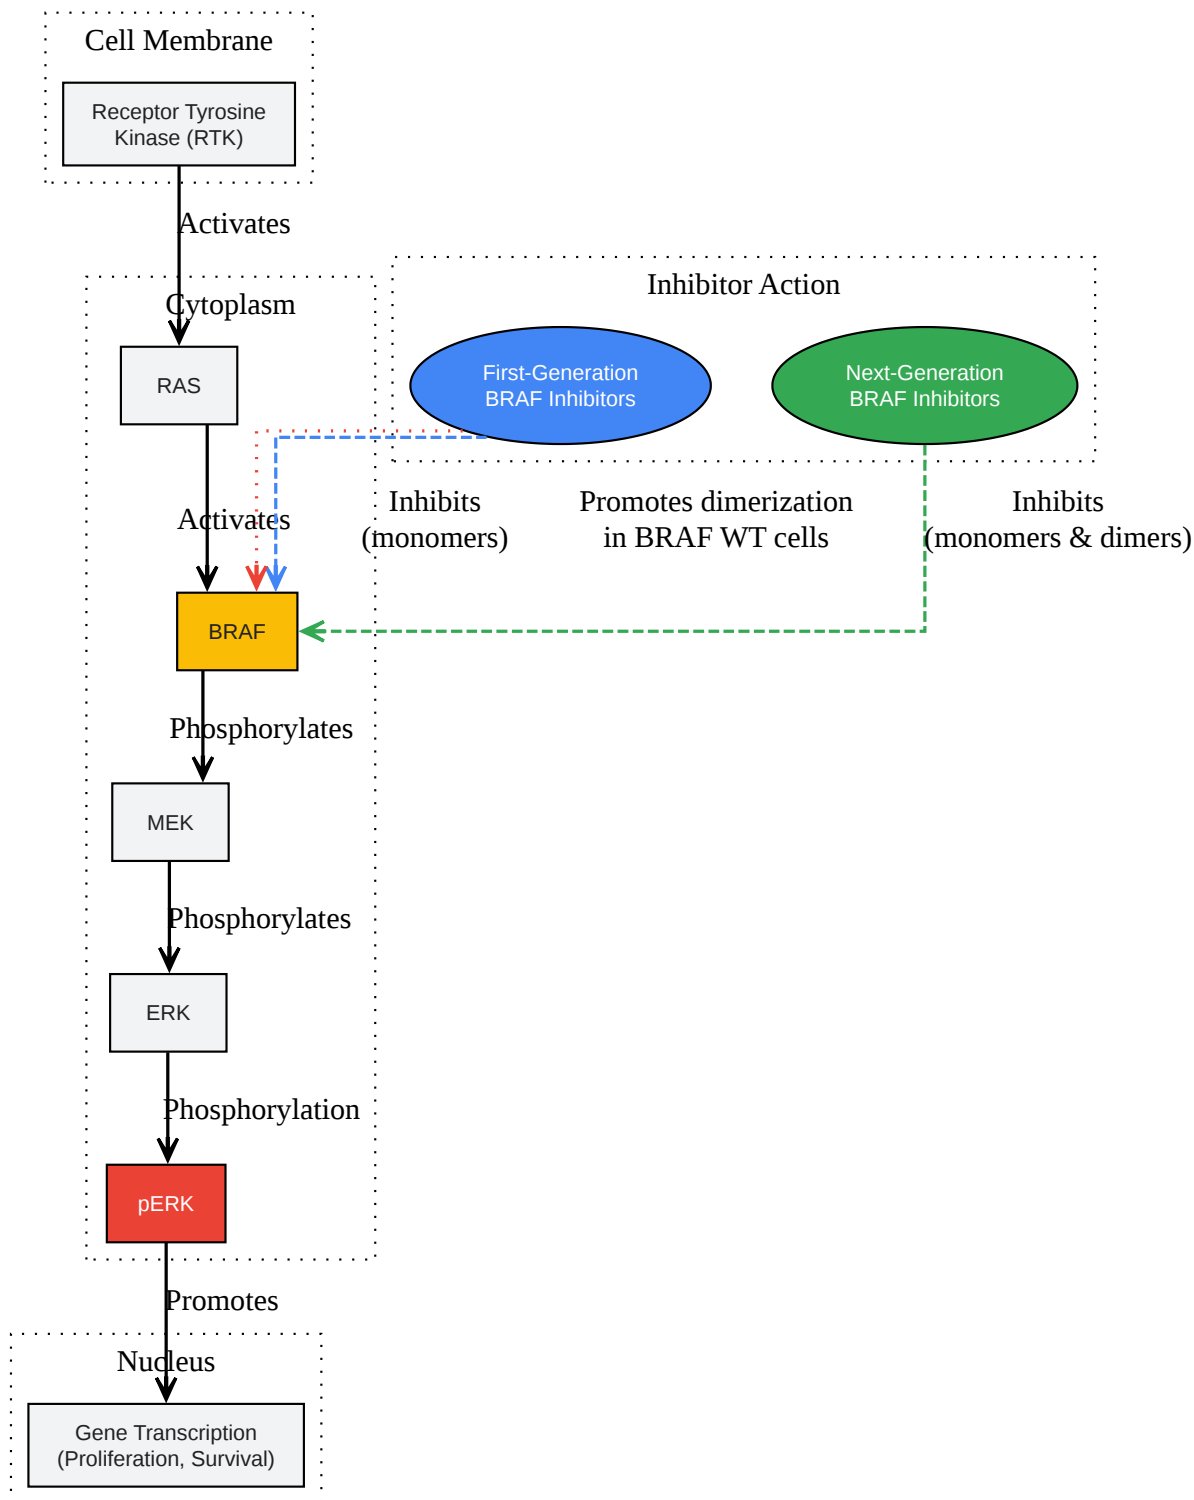 Cell Membrane
Receptor Tyrosine
Kinase (RTK)
Activates
Cytoplasm
Inhibitor Action
RAS
First-Generation
BRAF Inhibitors
Next-Generation
BRAF Inhibitors
Activates
Inhibits
(monomers)
Promotes dimerization
in BRAF WT cells
Inhibits
(monomers & dimers)
BRAF
Phosphorylates
MEK
Phosphorylates
ERK
Phosphorylation
pERK
Promotes
Nucleus
Gene Transcription
(Proliferation, Survival)